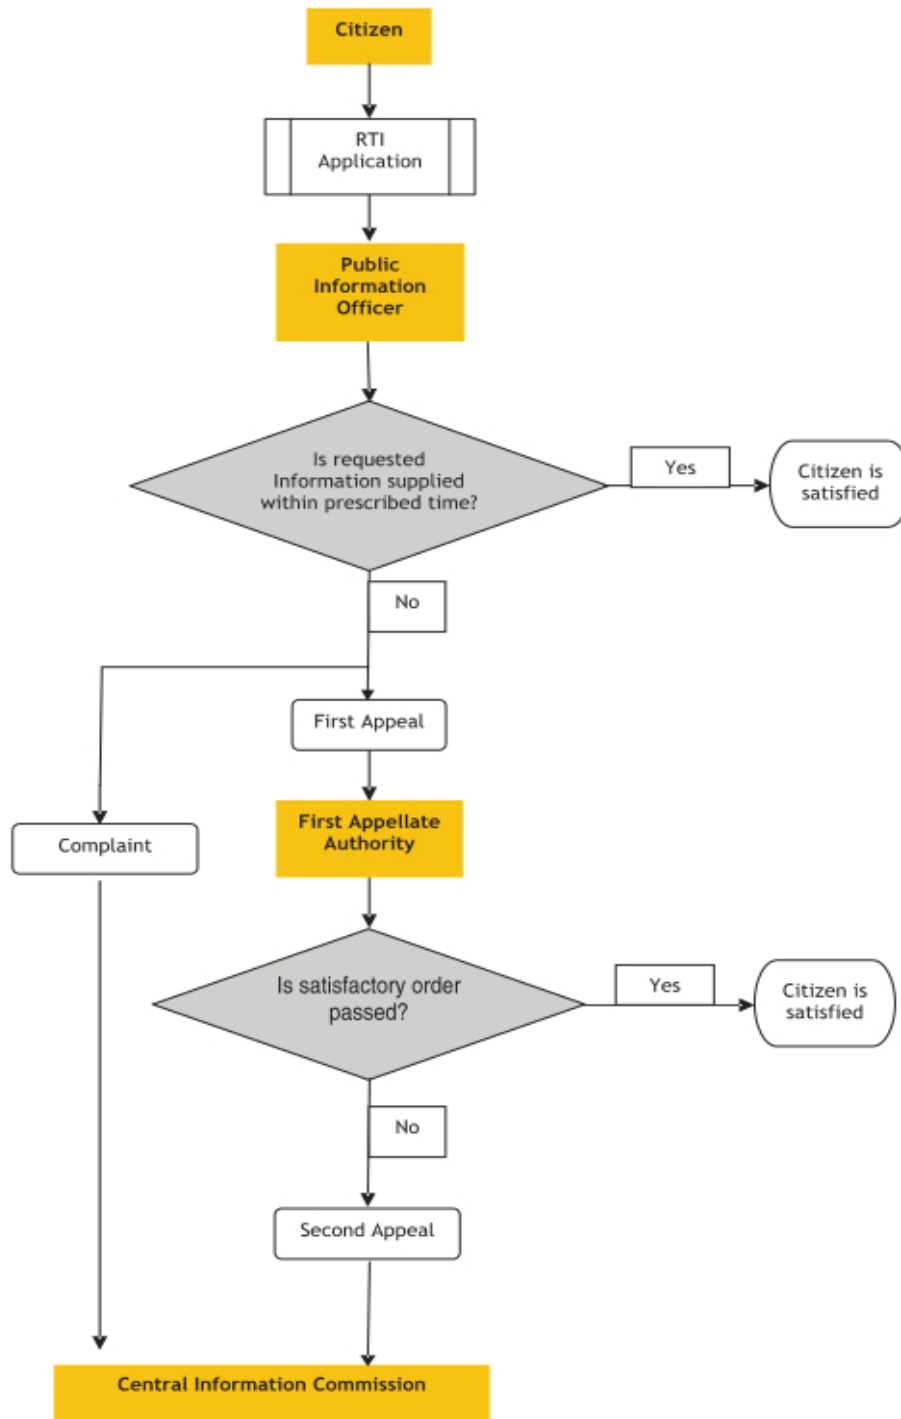 Citizen
RTI
Application
Public
Information
Officer
Is requested
Information supplied
within prescribed time?
Yes
Citizen is
satisfied
No
First Appeal
First Appellate
Authority
Complaint
Is satisfactory order
passed?
Yes
Citizen is
satisfied
No
Second Appeal
Central Information Commission